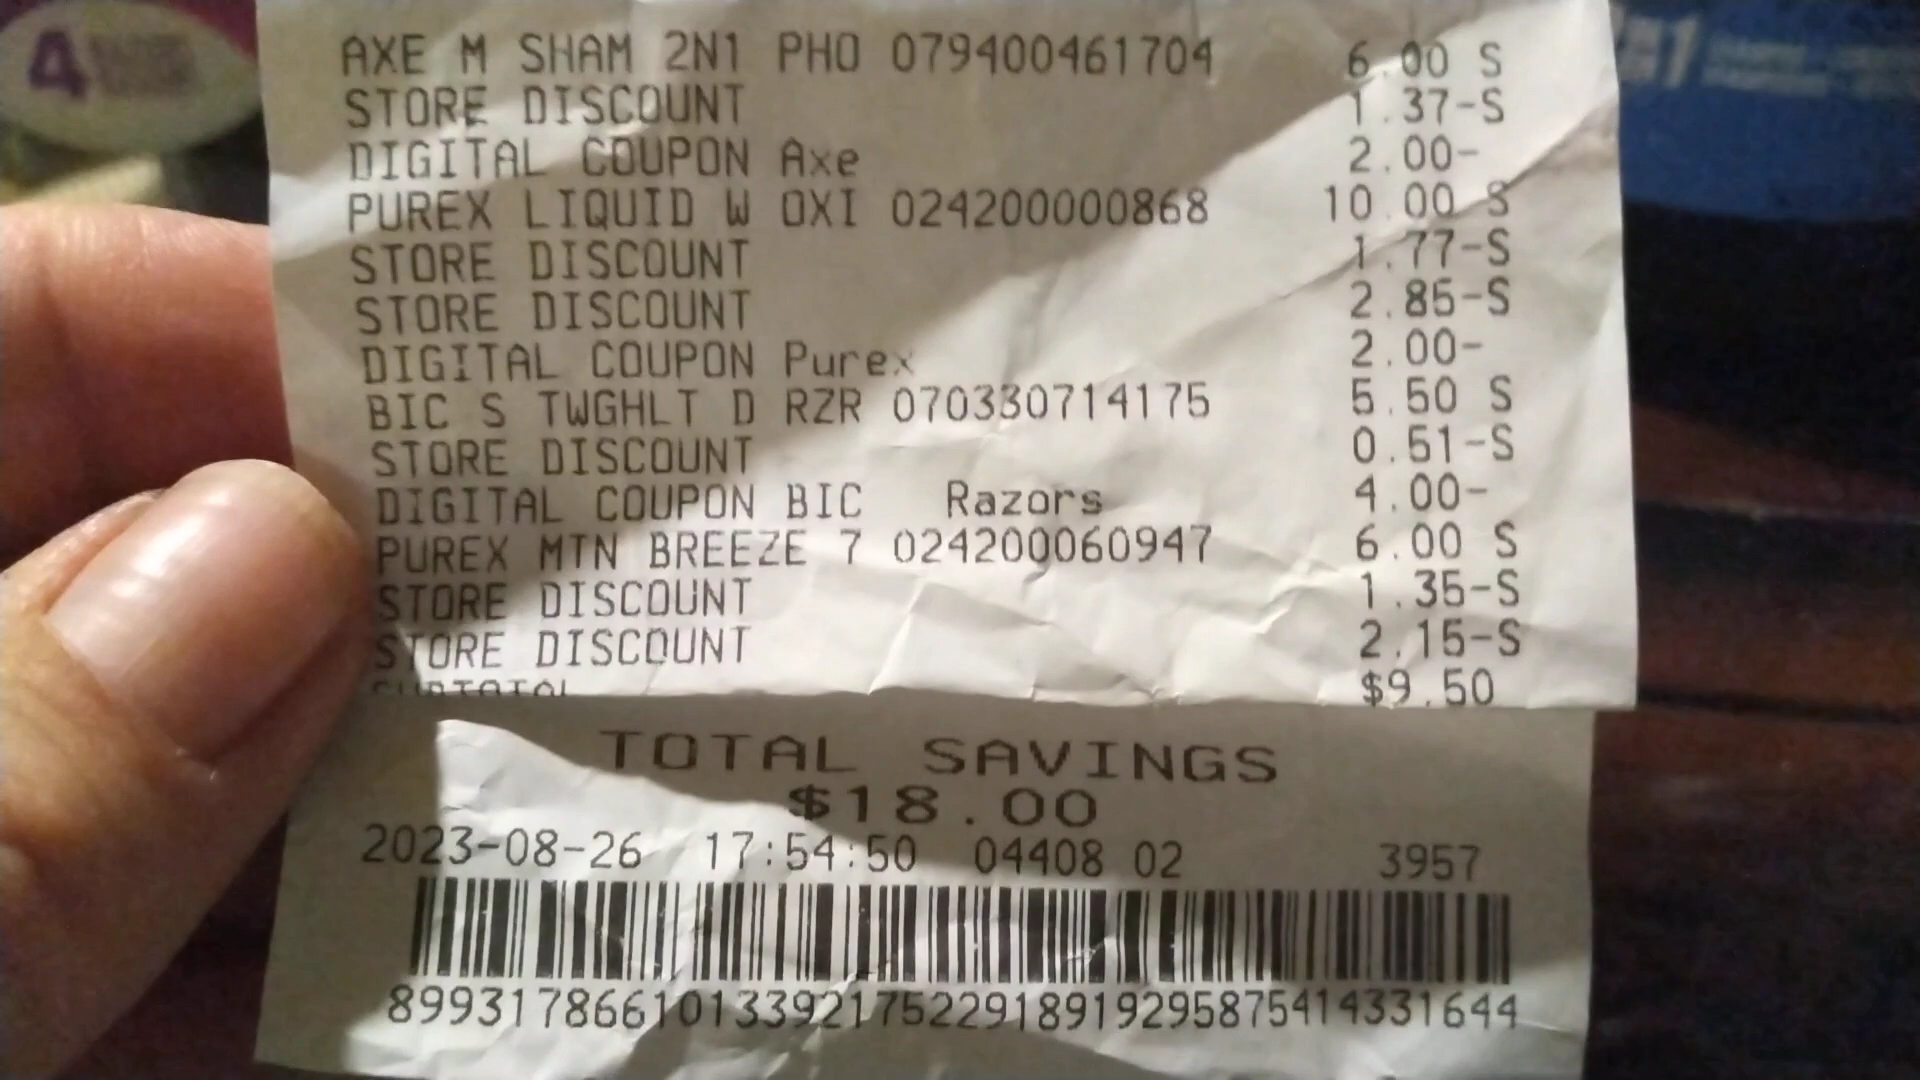 4
AXE M SHAM 2N1 PHO 079400461704 6.00 S
STORE DISCOUNT 1.37-S
DIGITAL COUPON Axe 2.00-
PUREX LIQUID W OXI 024200000868 10.00 S
STORE DISCOUNT 1.77-S
STORE DISCOUNT 2.85-S
DIGITAL COUPON Purex 2.00-
BIC S TWGHLT D RZR 070330714175 5.50 S
STORE DISCOUNT 0.51-S
DIGITAL COUPON BIC Razors 4.00-
PUREX MTN BREEZE 7 024200060947 6.00 S
STORE DISCOUNT 1.35-S
STORE DISCOUNT 2.15-S
SUBTOTAL $9.50
TOTAL SAVINGS
$18.00
2023-08-26 17:54:50 04408 02 3957
899317866101339217522918919295875414331644